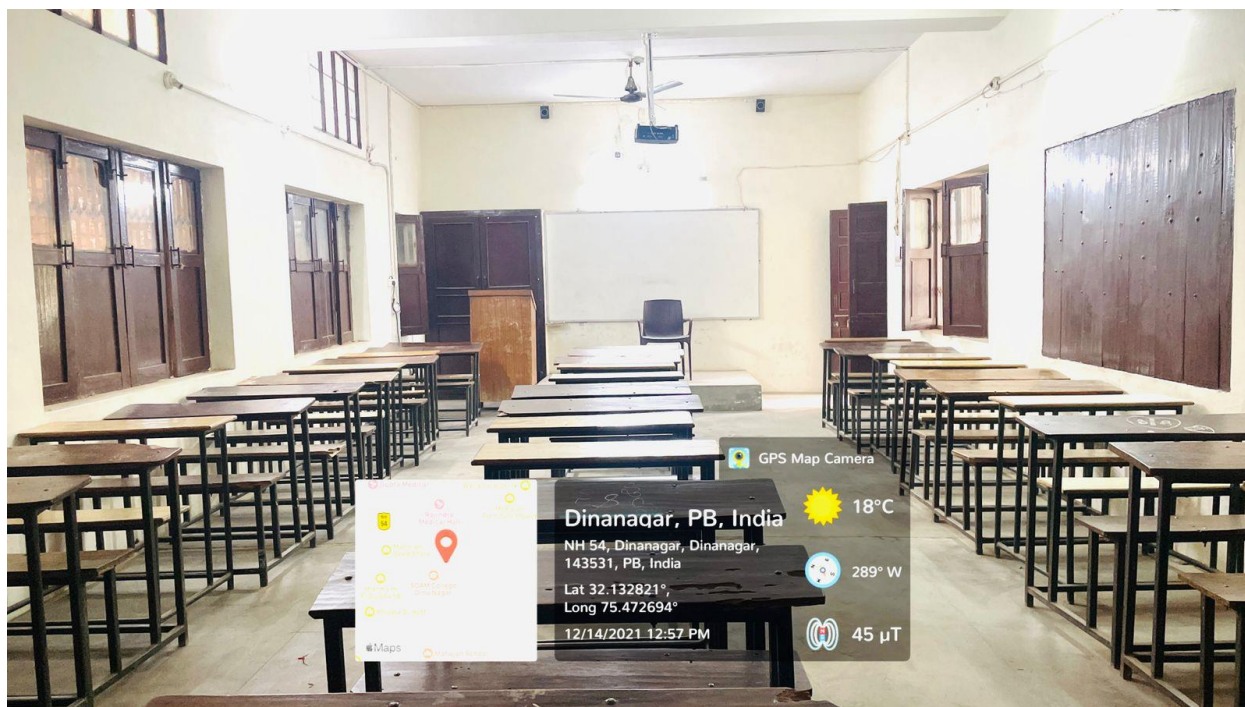 GPS Map Camera
Dinanagar, PB, India
NH 54, Dinanagar, Dinanagar,
143531, PB, India
Lat 32.132821°,
Long 75.472694°
12/14/2021 12:57 PM
18°C
289° W
45 µT
54
Maps